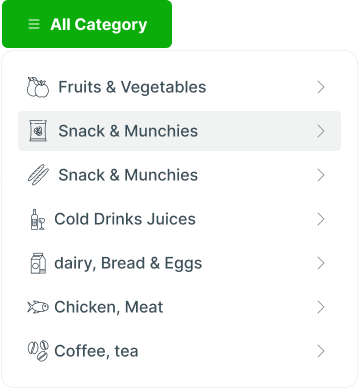 All Category
Fruits & Vegetables
Snack & Munchies
Snack & Munchies
Cold Drinks Juices
dairy, Bread & Eggs
Chicken, Meat
Coffee, tea